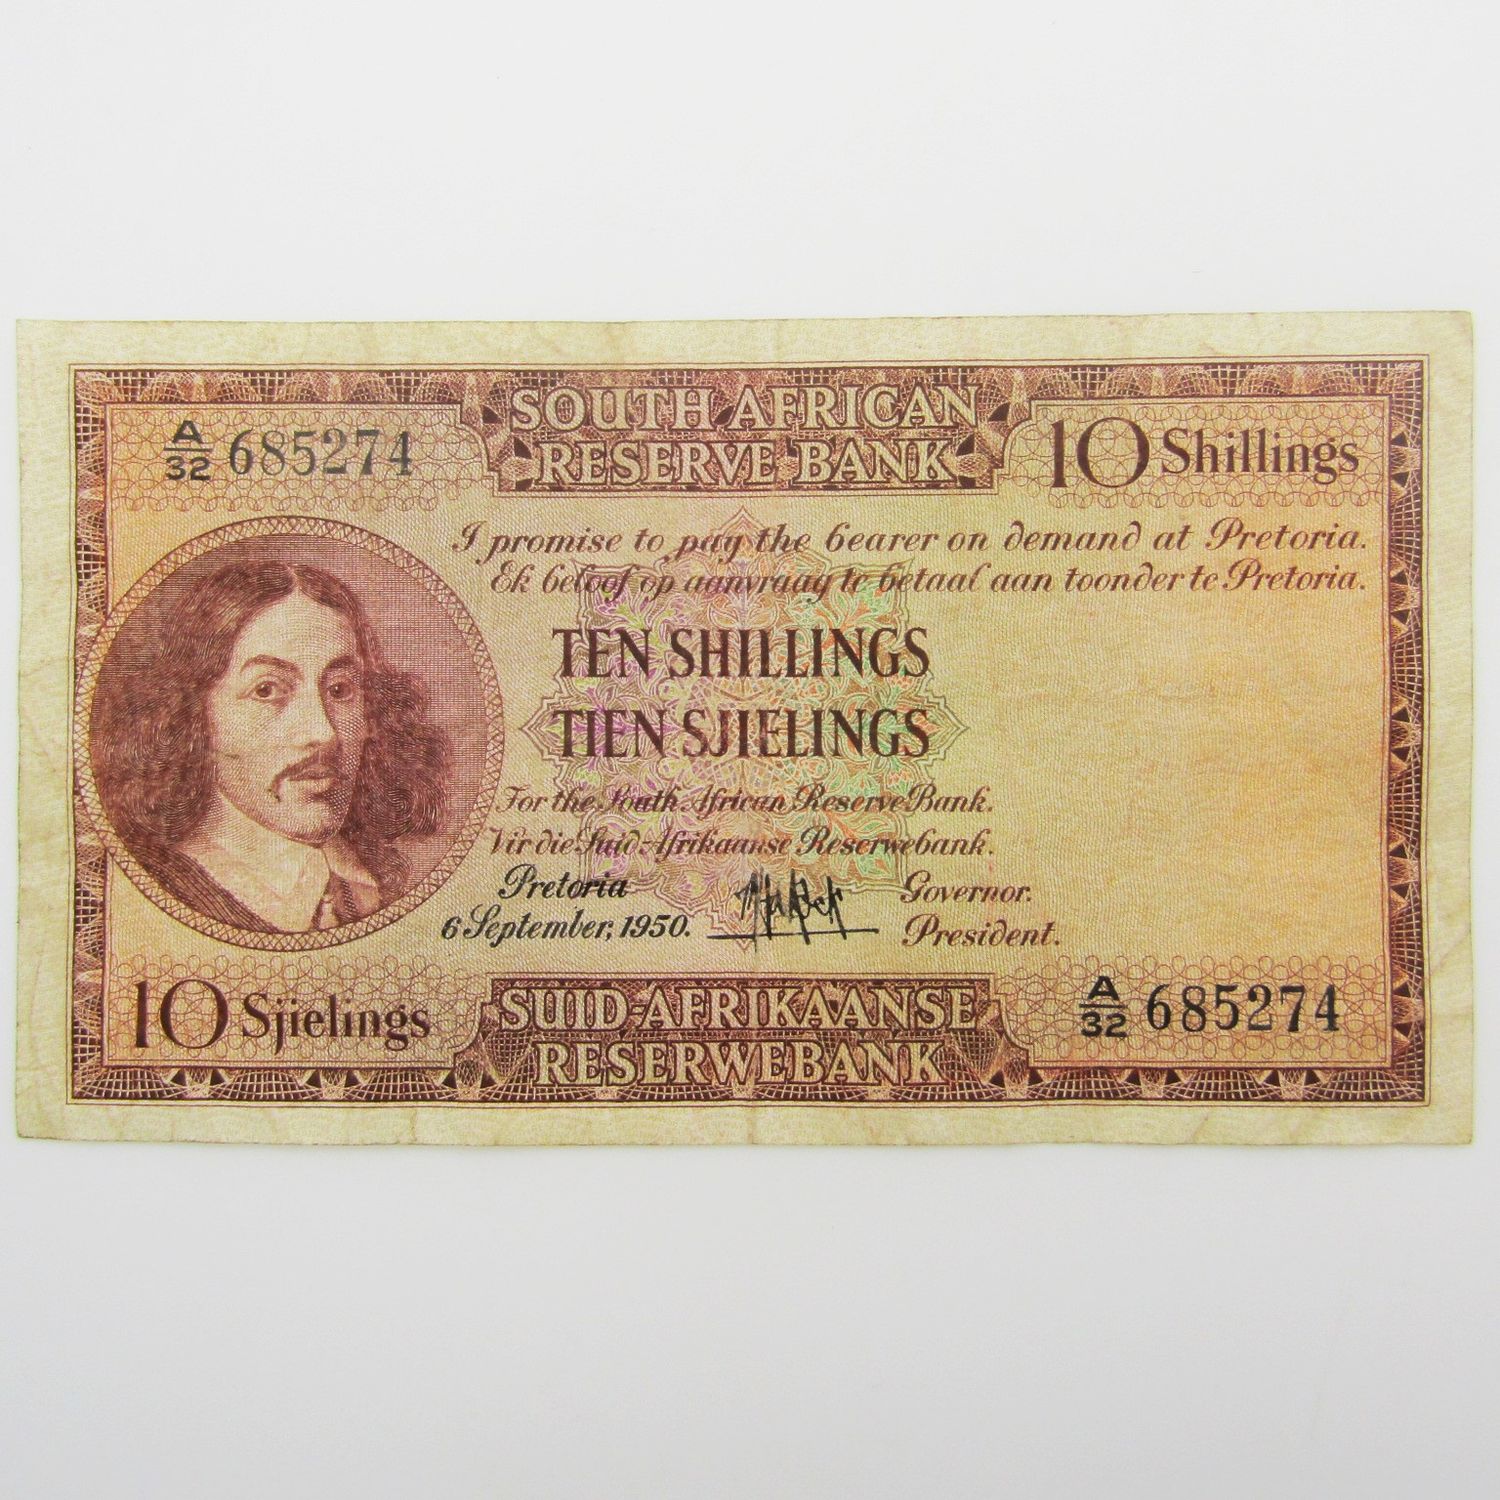 SOUTH AFRICAN
RESERVE BANK
A/32 685274
10 Shillings
I promise to pay the bearer on demand at Pretoria.
Ek beloof op aanvraag te betaal aan toonder te Pretoria.
TEN SHILLINGS
TIEN SJIELINGS
For the South African Reserve Bank.
Vir die Suid-Afrikaanse Reserwebank.
Pretoria
6 September, 1950.
Governor.
President.
10 Sjielings
SUID-AFRIKAANSE
RESERWEBANK
A/32 685274